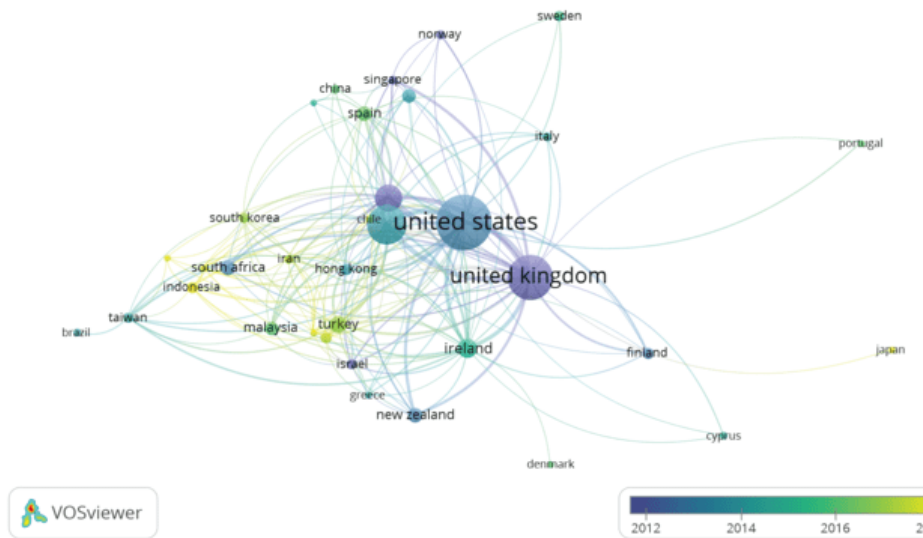 sweden
norway
singapore
china
spain
italy
portugal
south korea
chile
united states
iran
south africa
hong kong
united kingdom
indonesia
taiwan
brazil
malaysia
turkey
ireland
israel
finland
japan
greece
new zealand
cyprus
denmark
VOSviewer
2012 2014 2016